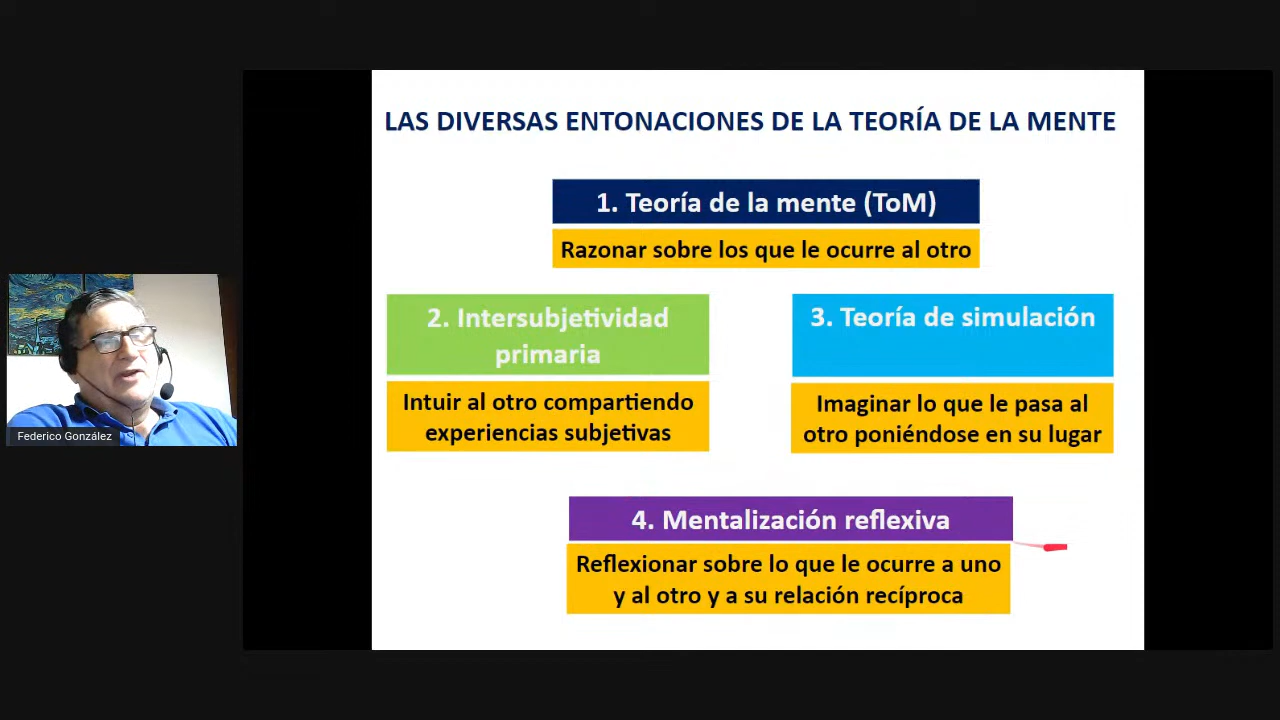 LAS DIVERSAS ENTONACIONES DE LA TEORÍA DE LA MENTE
1. Teoría de la mente (ToM)
Razonar sobre los que le ocurre al otro
2. Intersubjetividad
primaria
Intuir al otro compartiendo
experiencias subjetivas
3. Teoría de simulación
Imaginar lo que le pasa al
otro poniéndose en su lugar
4. Mentalización reflexiva
Reflexionar sobre lo que le ocurre a uno
y al otro y a su relación recíproca
Federico González